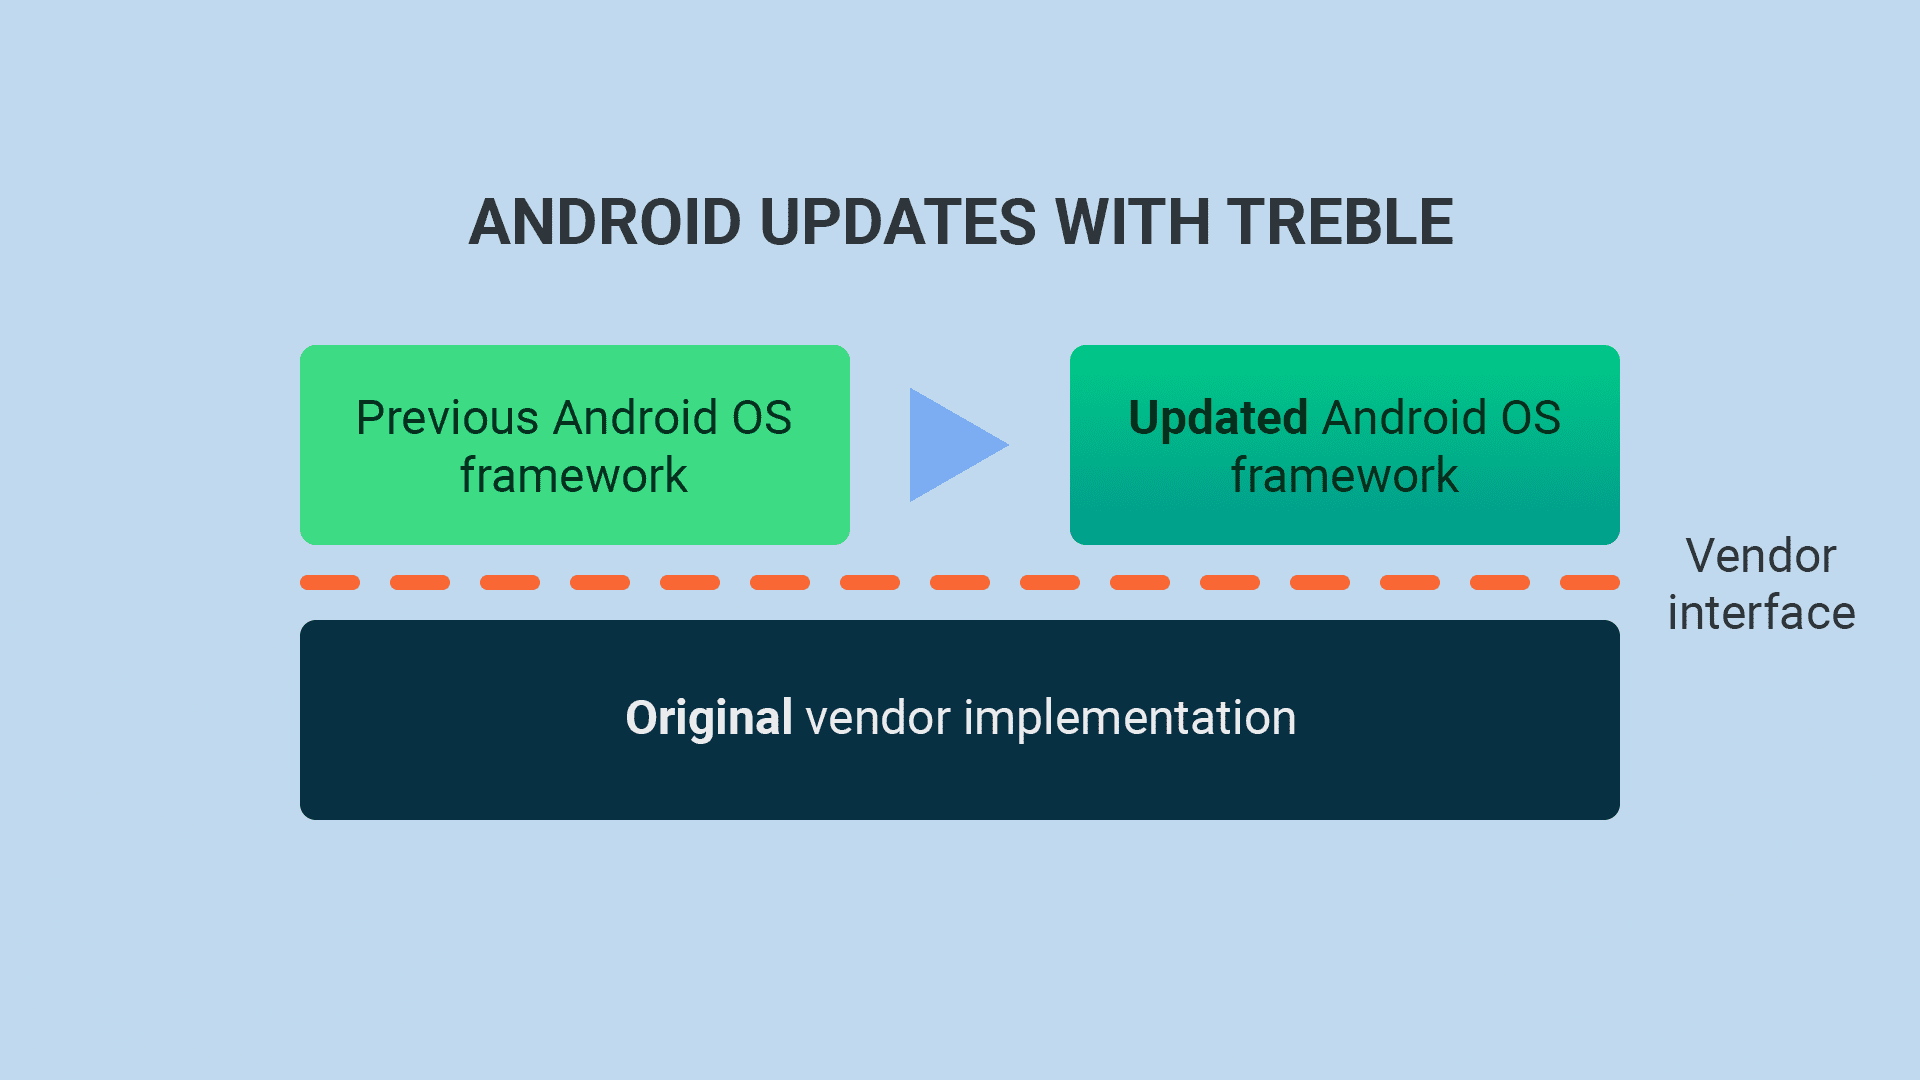 ANDROID UPDATES WITH TREBLE
Previous Android OS
framework
Updated Android OS
framework
Vendor
interface
Original vendor implementation